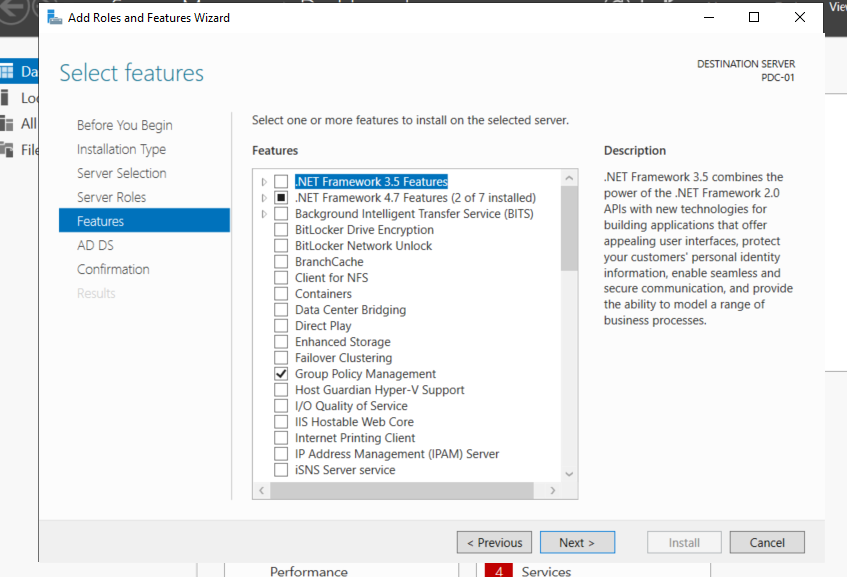 Add Roles and Features Wizard
Select features
DESTINATION SERVER
PDC-01
Before You Begin
Installation Type
Server Selection
Server Roles
Features
AD DS
Confirmation
Results
Select one or more features to install on the selected server.
Features
.NET Framework 3.5 Features
.NET Framework 4.7 Features (2 of 7 installed)
Background Intelligent Transfer Service (BITS)
BitLocker Drive Encryption
BitLocker Network Unlock
BranchCache
Client for NFS
Containers
Data Center Bridging
Direct Play
Enhanced Storage
Failover Clustering
Group Policy Management
Host Guardian Hyper-V Support
I/O Quality of Service
IIS Hostable Web Core
Internet Printing Client
IP Address Management (IPAM) Server
iSNS Server service
Description
.NET Framework 3.5 combines the
power of the .NET Framework 2.0
APIs with new technologies for
building applications that offer
appealing user interfaces, protect
your customers' personal identity
information, enable seamless and
secure communication, and provide
the ability to model a range of
business processes.
< Previous
Next >
Install
Cancel
Da
Loc
All
File
Performance
4 Services